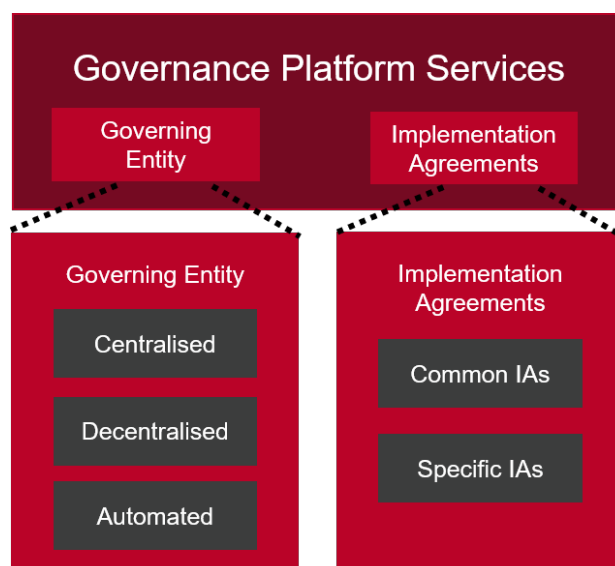 Governance Platform Services
Governing
Entity
Implementation
Agreements
Governing Entity
Centralised
Decentralised
Automated
Implementation
Agreements
Common IAs
Specific IAs